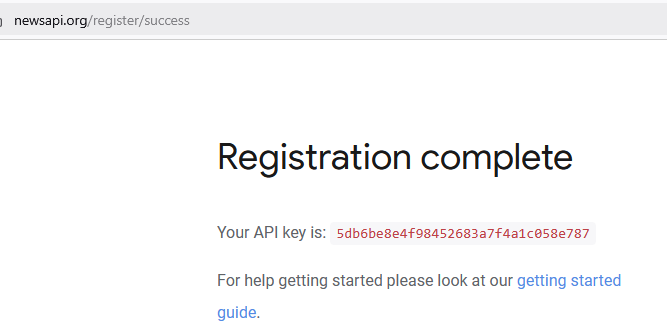 newsapi.org/register/success
Registration complete
Your API key is: 5db6be8e4f98452683a7f4a1c058e787
For help getting started please look at our getting started
guide.